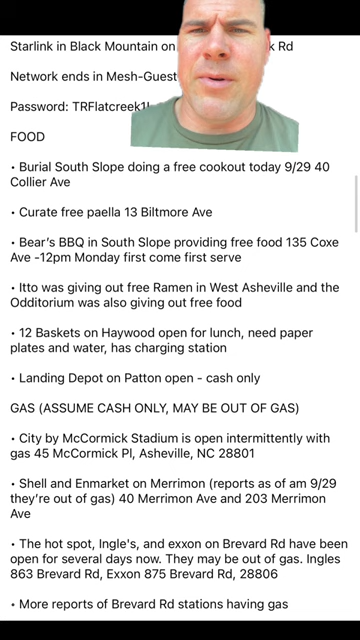 Starlink in Black Mountain on k Rd
Network ends in Mesh-Guest
Password: TRFlatcreek1!
FOOD
• Burial South Slope doing a free cookout today 9/29 40
Collier Ave
• Curate free paella 13 Biltmore Ave
• Bear's BBQ in South Slope providing free food 135 Coxe
Ave -12pm Monday first come first serve
• Itto was giving out free Ramen in West Asheville and the
Odditorium was also giving out free food
• 12 Baskets on Haywood open for lunch, need paper
plates and water, has charging station
• Landing Depot on Patton open - cash only
GAS (ASSUME CASH ONLY, MAY BE OUT OF GAS)
• City by McCormick Stadium is open intermittently with
gas 45 McCormick Pl, Asheville, NC 28801
• Shell and Enmarket on Merrimon (reports as of am 9/29
they're out of gas) 40 Merrimon Ave and 203 Merrimon
Ave
• The hot spot, Ingle's, and exxon on Brevard Rd have been
open for several days now. They may be out of gas. Ingles
863 Brevard Rd, Exxon 875 Brevard Rd, 28806
• More reports of Brevard Rd stations having gas